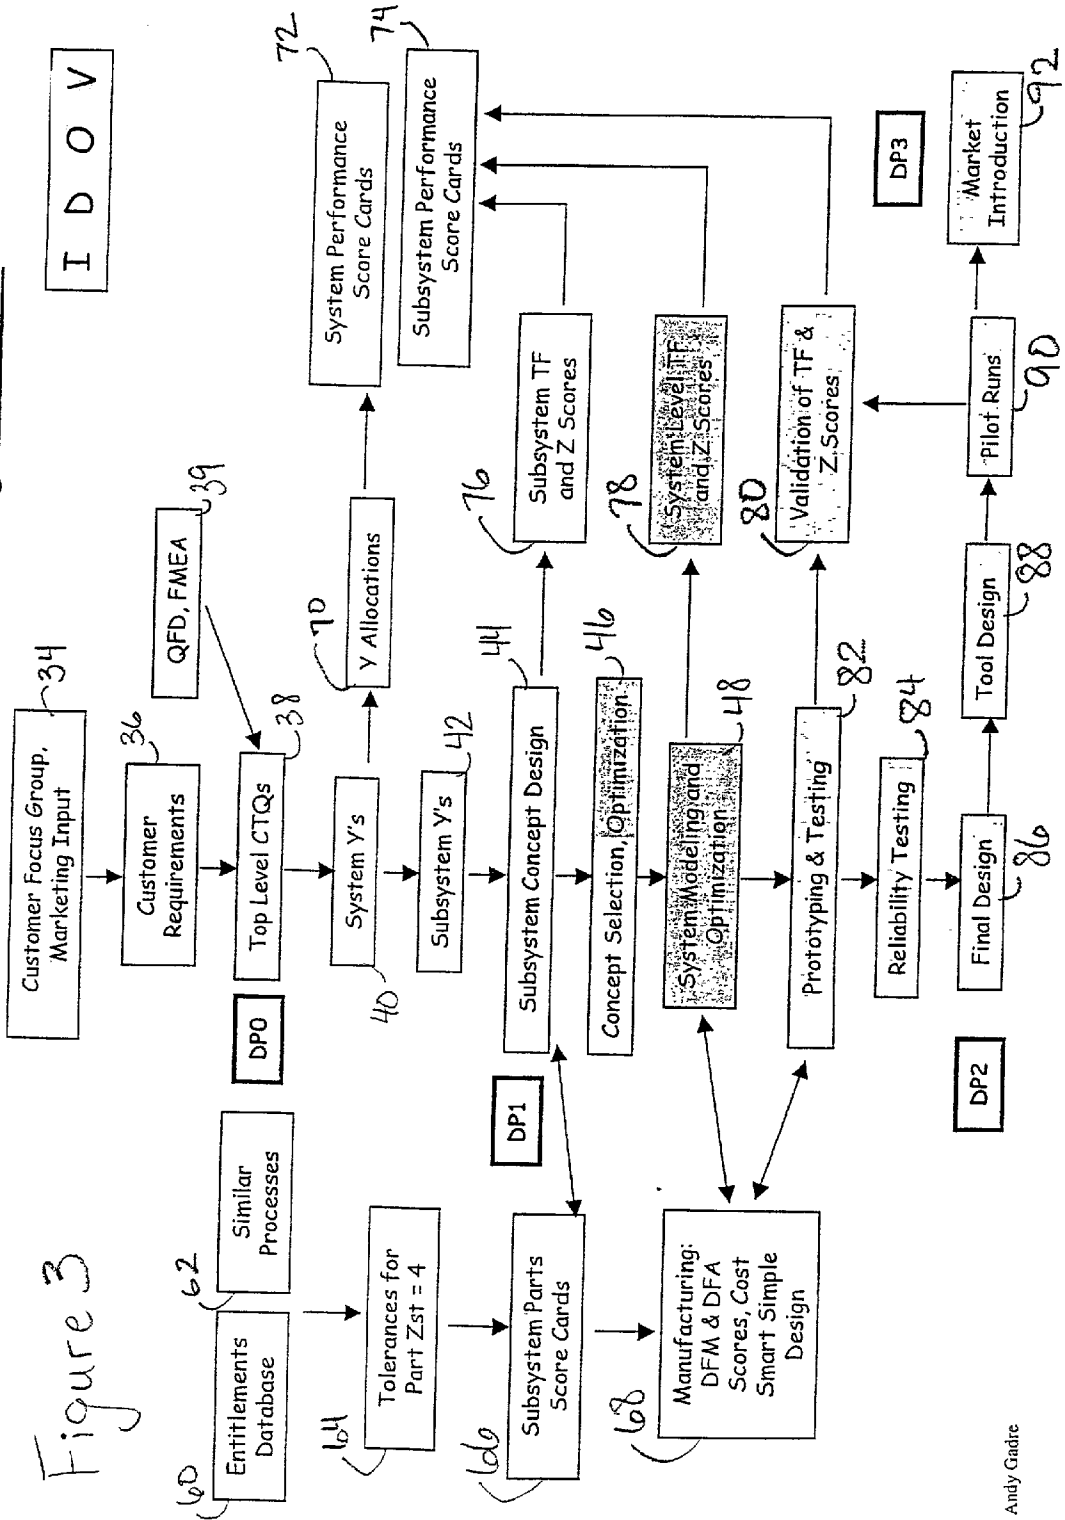 Figure 3
I D O V
Customer Focus Group,
Marketing Input
34
Customer
Requirements
36
QFD, FMEA
39
DP0
Top Level CTQs
38
System Y's
40
Y Allocations
70
System Performance
Score Cards
72
Subsystem Performance
Score Cards
74
Subsystem Y's
42
Entitlements
Database
60
Similar
Processes
62
Tolerances for
Part Zst = 4
64
DP1
Subsystem Parts
Score Cards
66
Subsystem Concept Design
44
Subsystem TF
and Z Scores
76
Concept Selection, Optimization
46
System Modeling and
Optimization
48
System Level TF
and Z Scores
78
Manufacturing:
DFM & DFA
Scores, Cost
Smart Simple
Design
68
Prototyping & Testing
82
Validation of TF &
Z Scores
80
Reliability Testing
84
DP2
Final Design
86
Tool Design
88
Pilot Runs
90
DP3
Market
Introduction
92
Andy Gadre